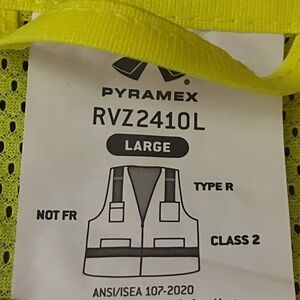 PYRAMEX
RVZ2410L
LARGE
TYPE R
NOT FR
CLASS 2
ANSI/ISEA 107-2020